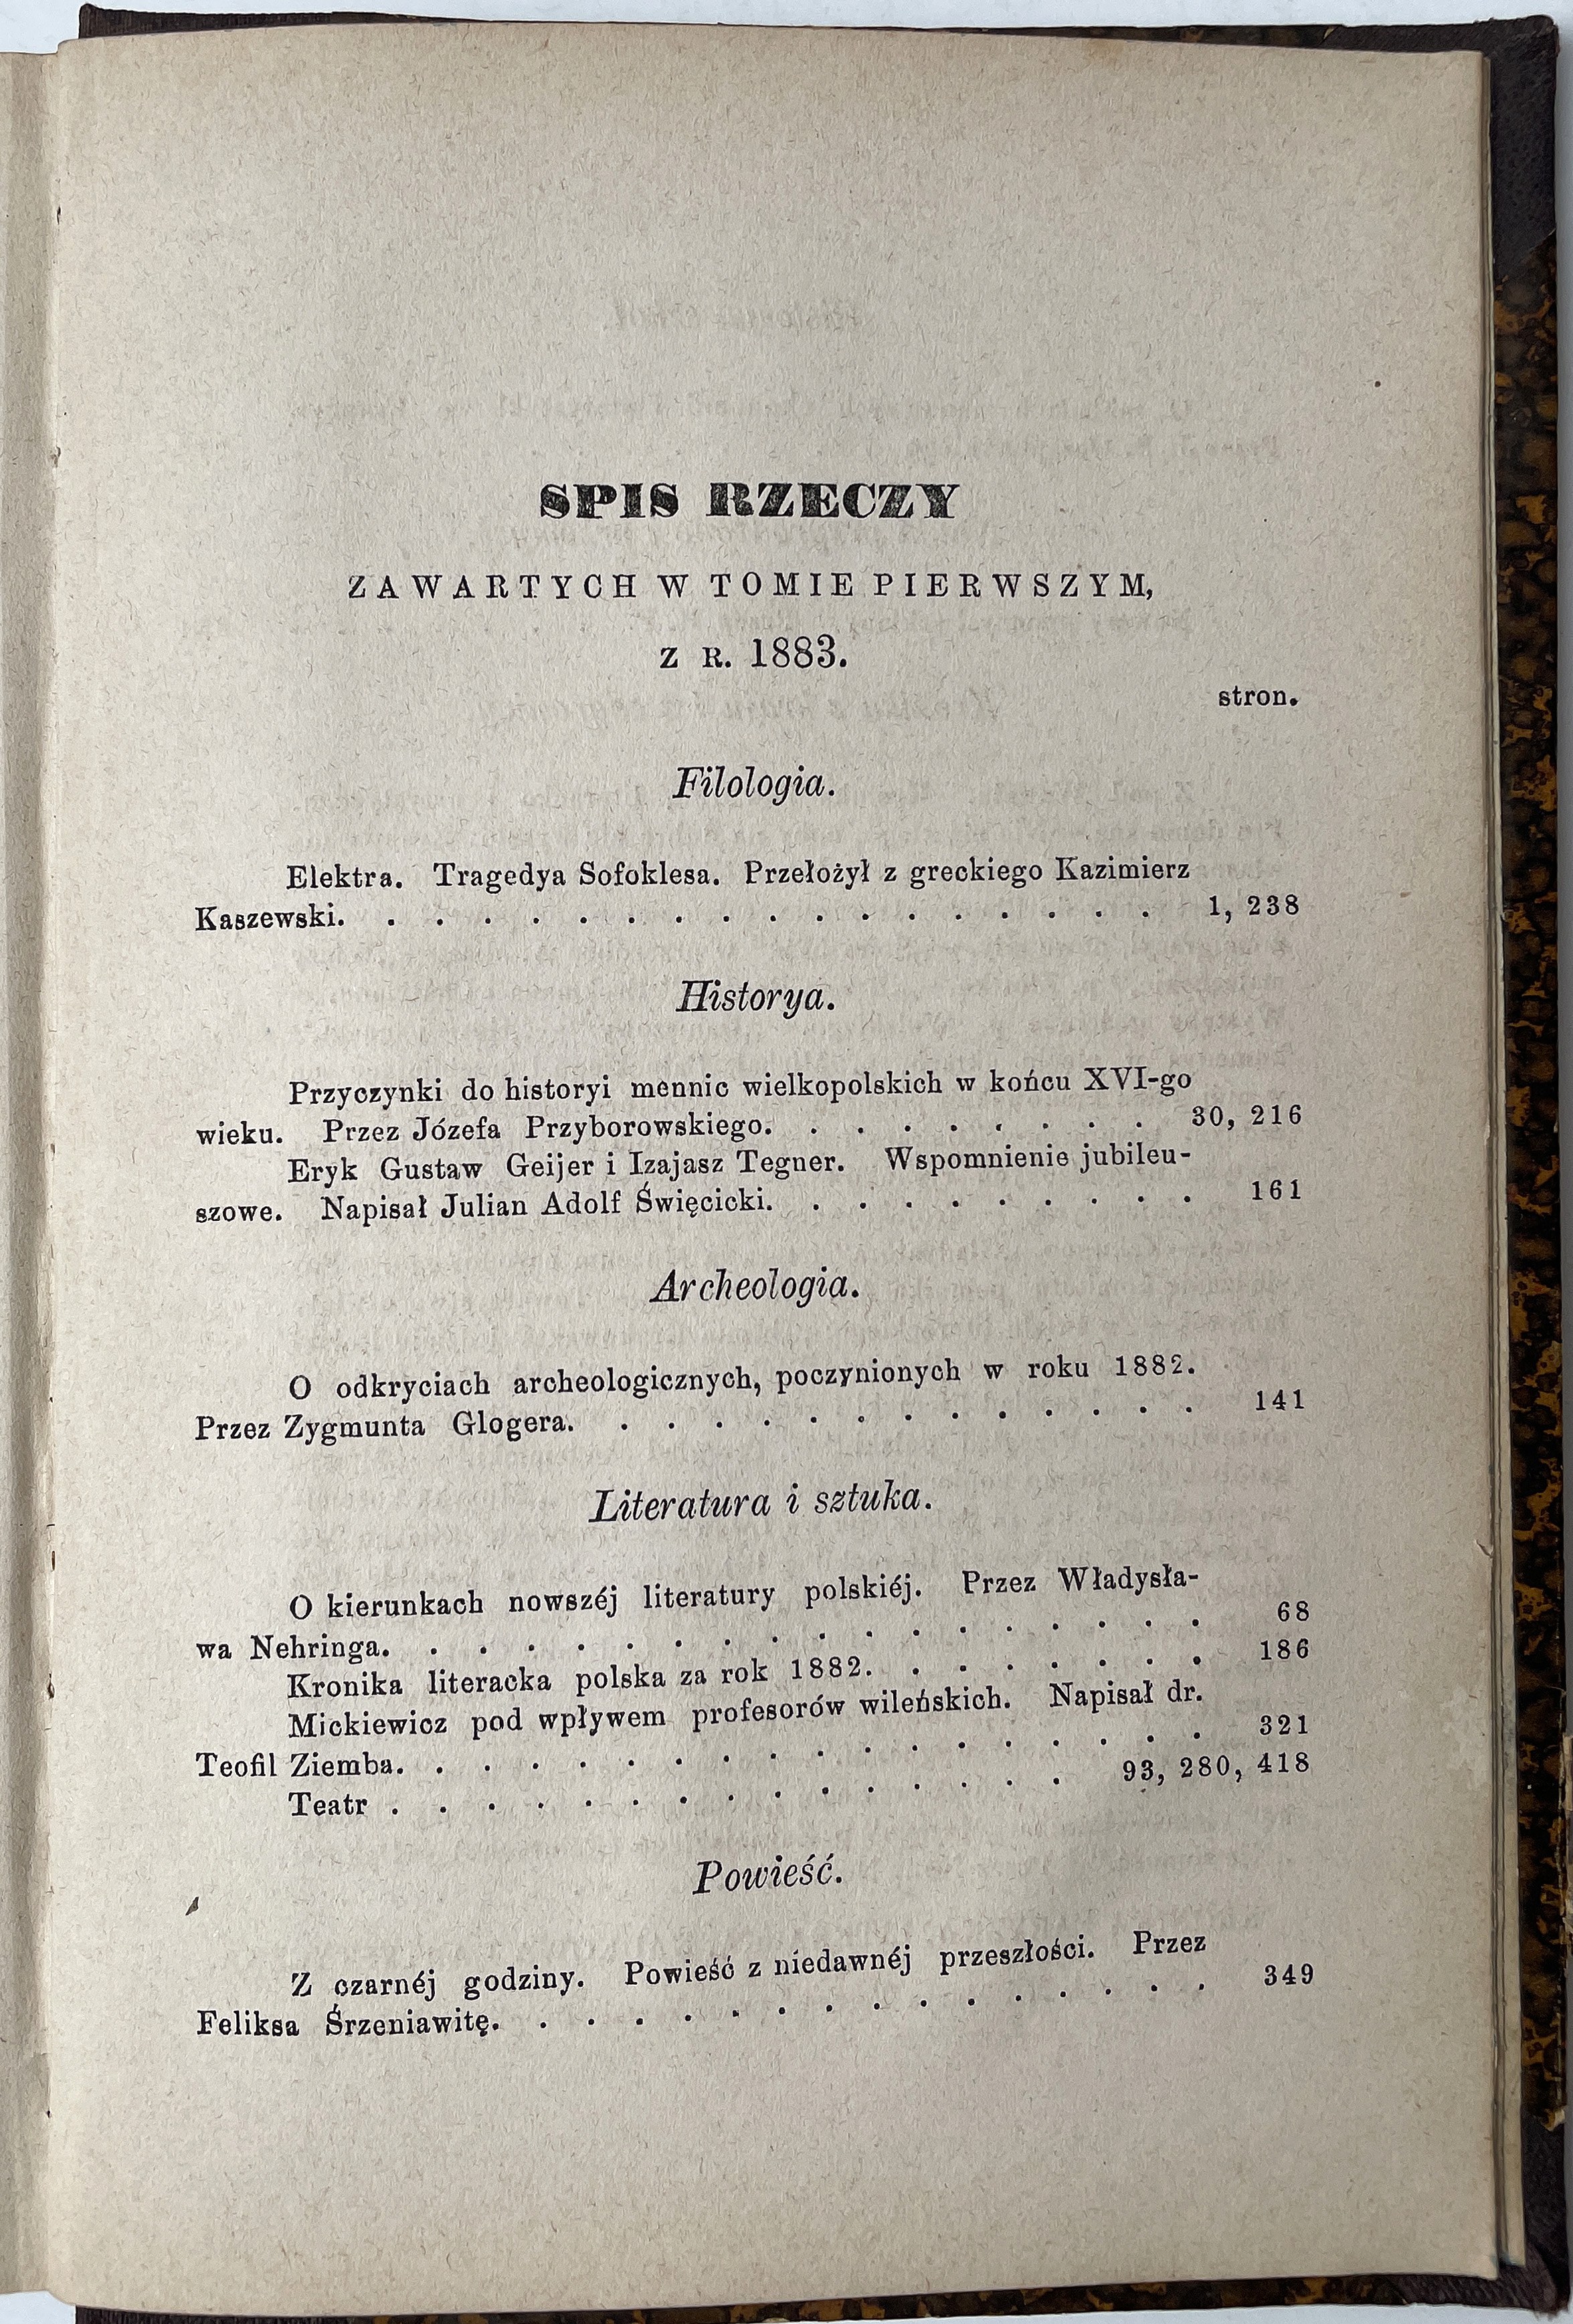 SPIS RZECZY
ZAWARTYCH W TOMIE PIERWSZYM,
Z R. 1883.
stron.
Filologia.
Elektra. Tragedya Sofoklesa. Przełożył z greckiego Kazimierz
Kaszewski. . . . . . . . . . . . . . . . . . 1, 238
Historya.
Przyczynki do historyi mennic wielkopolskich w końcu XVI-go
wieku. Przez Józefa Przyborowskiego. . . . . . . . . 30, 216
Eryk Gustaw Geijer i Izajasz Tegner. Wspomnienie jubileu-
szowe. Napisał Julian Adolf Święcicki. . . . . . . . . . 161
Archeologia.
O odkryciach archeologicznych, poczynionych w roku 1882.
Przez Zygmunta Glogera. . . . . . . . . . . . . . 141
Literatura i sztuka.
O kierunkach nowszéj literatury polskiéj. Przez Władysła-
wa Nehringa. . . . . . . . . . . . . . . . . . 68
Kronika literacka polska za rok 1882. . . . . . . . 186
Mickiewicz pod wpływem profesorów wileńskich. Napisał dr.
Teofil Ziemba. . . . . . . . . . . . . . . . . . 321
Teatr . . . . . . . . . . . . . . . 93, 280, 418
Powieść.
Z czarnéj godziny. Powieść z niedawnéj przeszłości. Przez
Feliksa Śrzeniawitę. . . . . . . . . . . . . . . . 349